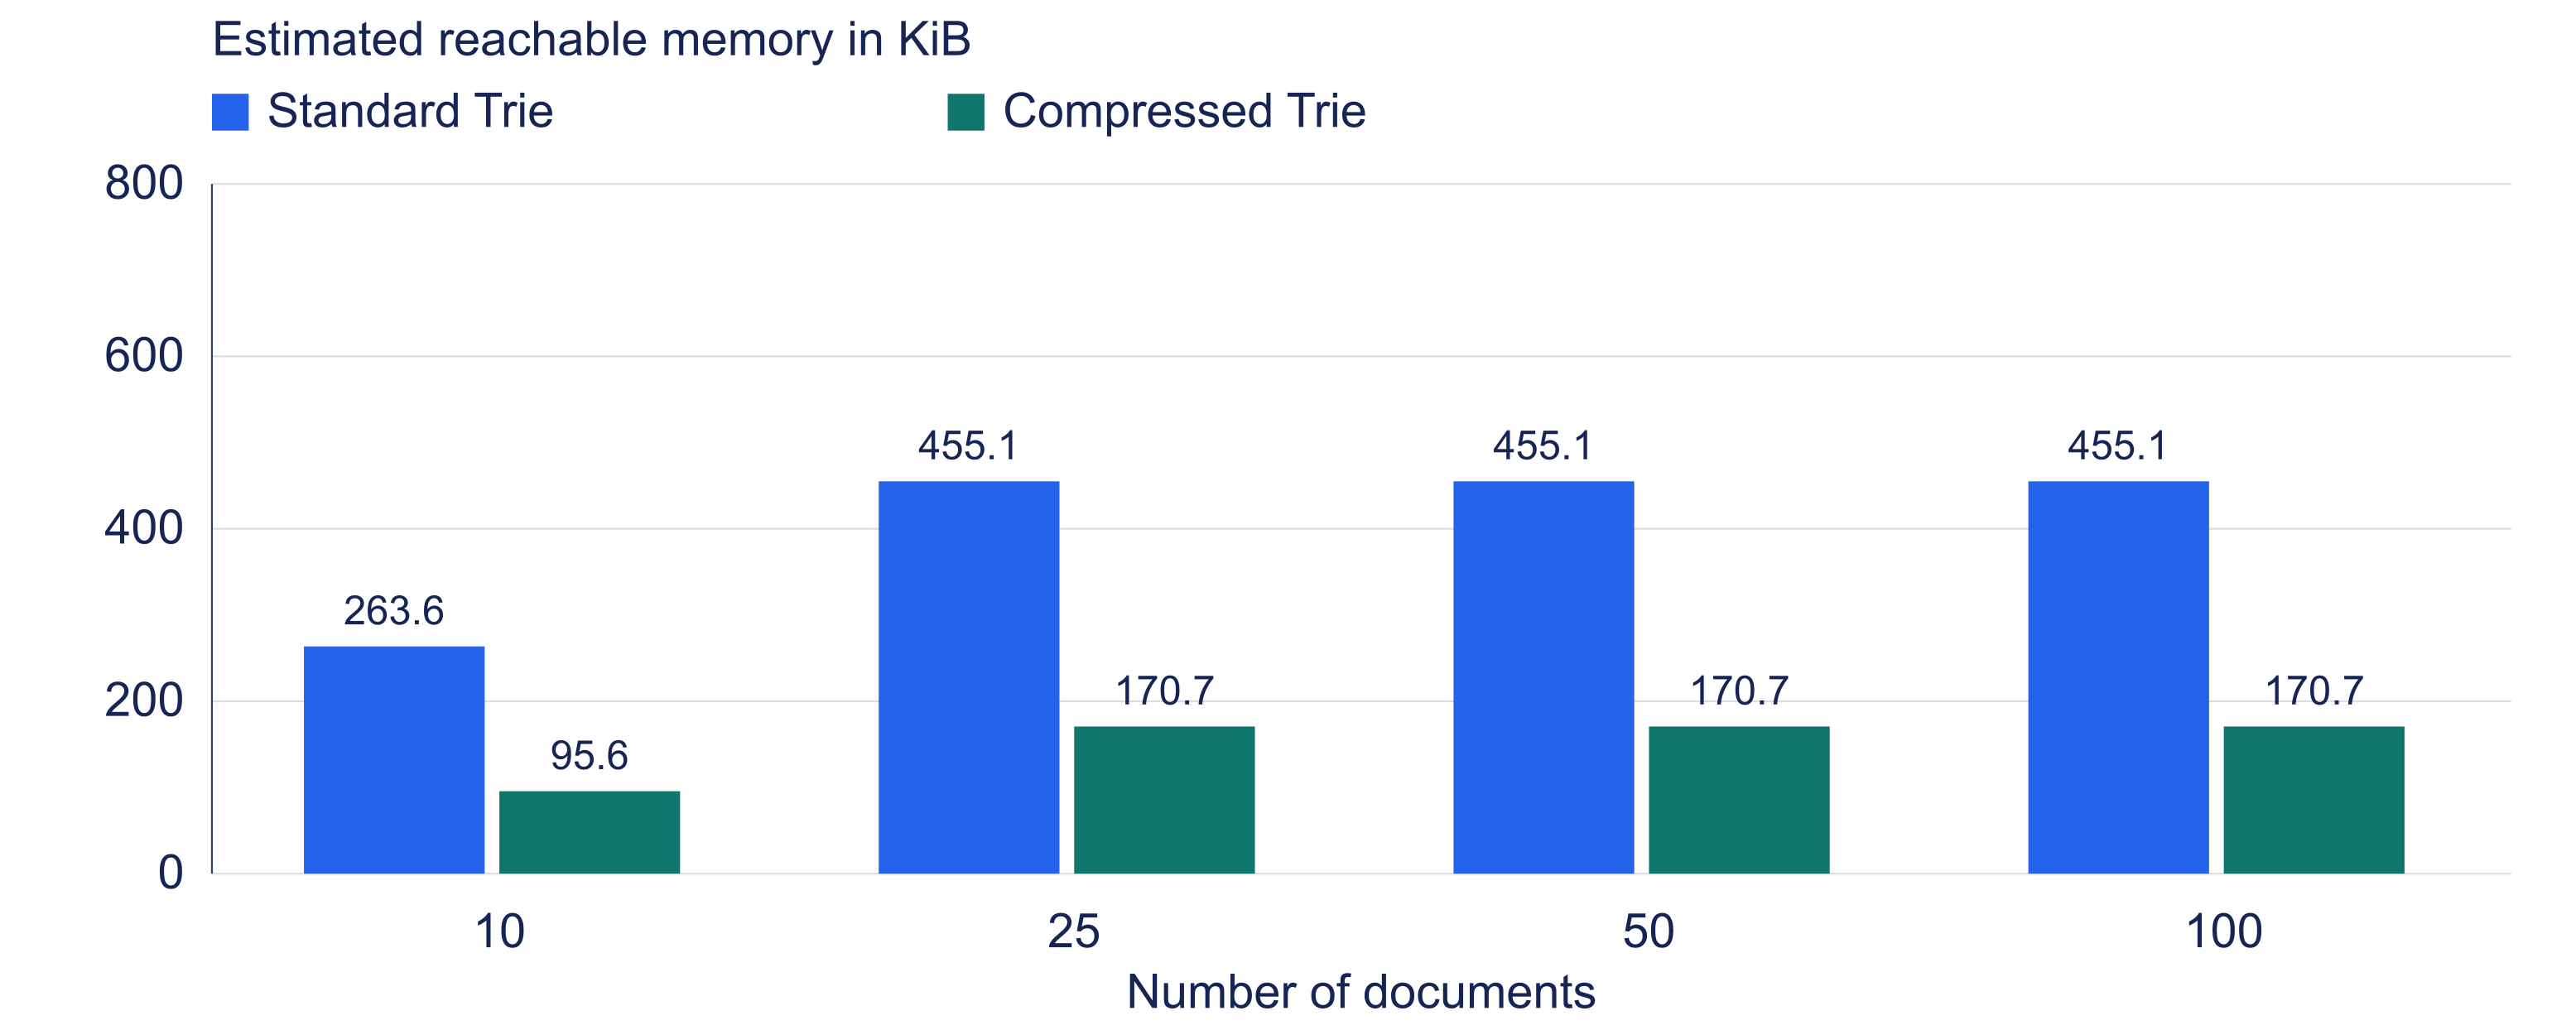 Estimated reachable memory in KiB
Standard Trie Compressed Trie
800
600
400
200
0
263.6 95.6 455.1 170.7 455.1 170.7 455.1 170.7
10 25 50 100
Number of documents